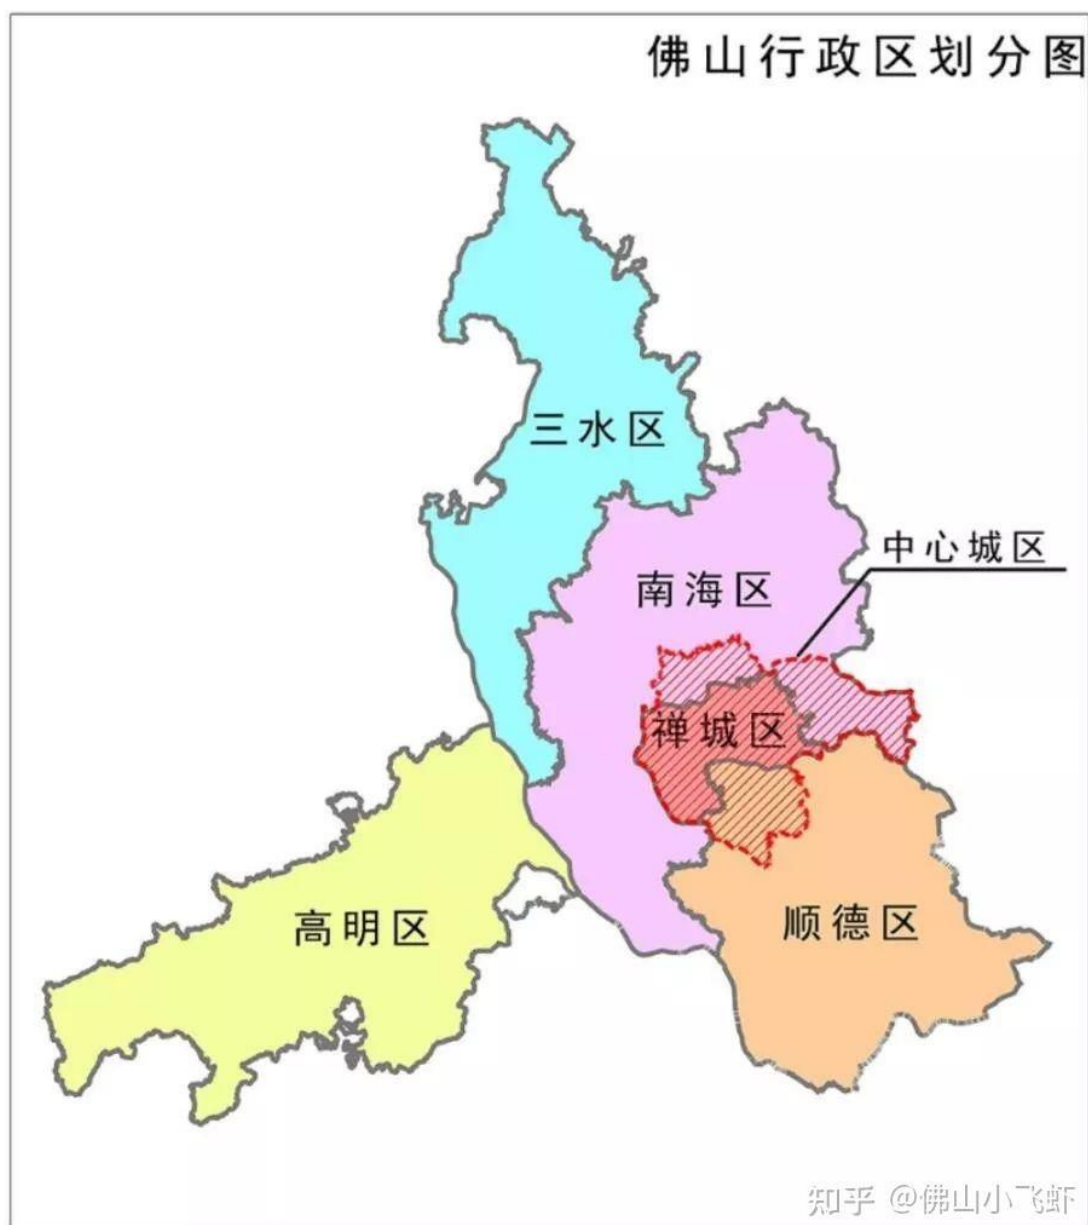 佛山行政区划分图
三水区
中心城区
南海区
禅城区
高明区
顺德区
知乎 @佛山小飞虾